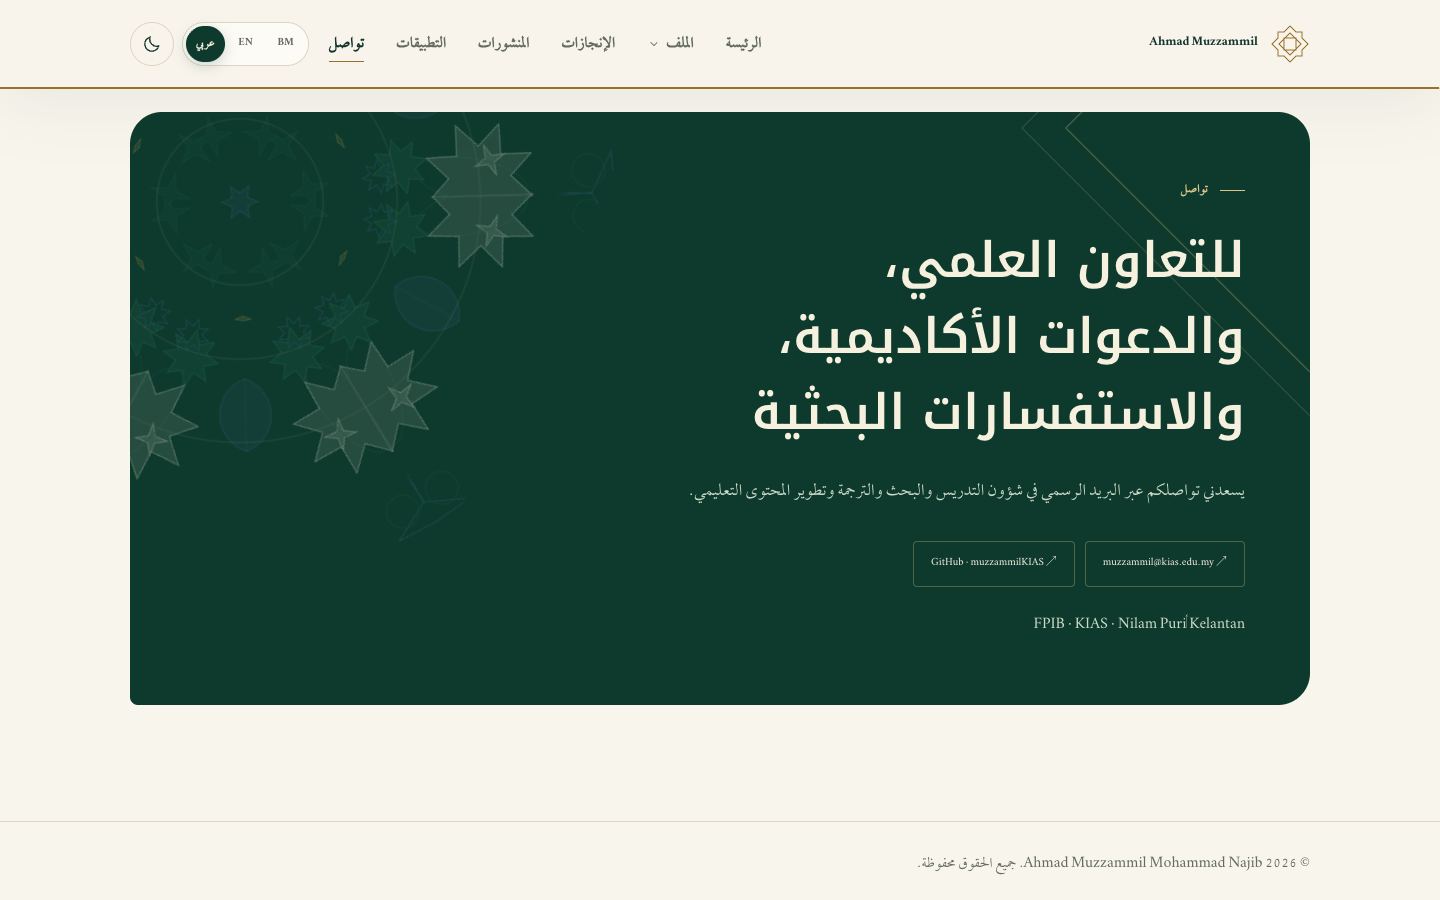 Ahmad Muzzammil
الرئيسة
الملف
الإنجازات
المنشورات
التطبيقات
تواصل
BM
EN
عربي
تواصل
للتعاون العلمي،
والدعوات الأكاديمية،
والاستفسارات البحثية
يسعدني تواصلكم عبر البريد الرسمي في شؤون التدريس والبحث والترجمة وتطوير المحتوى التعليمي.
muzzammil@kias.edu.my ↗
GitHub · muzzammilKIAS ↗
FPIB · KIAS · Nilam Puri، Kelantan
© 2026 Ahmad Muzzammil Mohammad Najib. جميع الحقوق محفوظة.